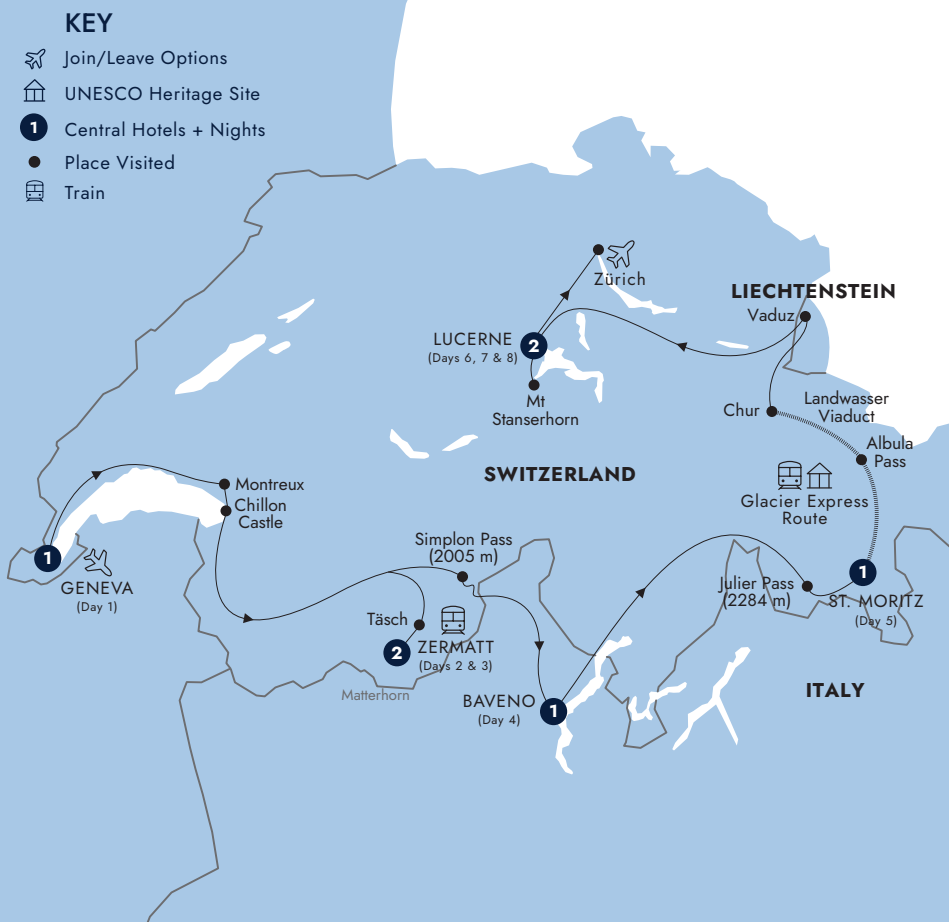 KEY
Join/Leave Options
UNESCO Heritage Site
1 Central Hotels + Nights
Place Visited
Train
Zürich
LIECHTENSTEIN
Vaduz
LUCERNE
(Days 6, 7 & 8)
2
Mt
Stanserhorn
Chur
Landwasser
Viaduct
Albula
Pass
SWITZERLAND
Glacier Express
Route
Montreux
Chillon
Castle
1
GENEVA
(Day 1)
Simplon Pass
(2005 m)
Täsch
2
ZERMATT
(Days 2 & 3)
Matterhorn
Julier Pass
(2284 m)
1
ST. MORITZ
(Day 5)
BAVENO
(Day 4)
1
ITALY